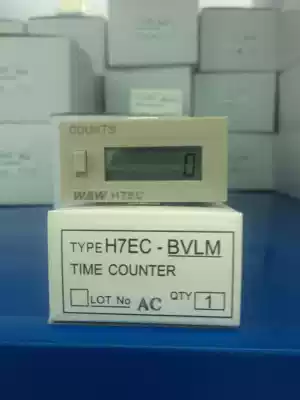 COUNTS
0
W&W H7EC
TYPE H7EC - BVLM
TIME COUNTER
LOT No AC QTY 1